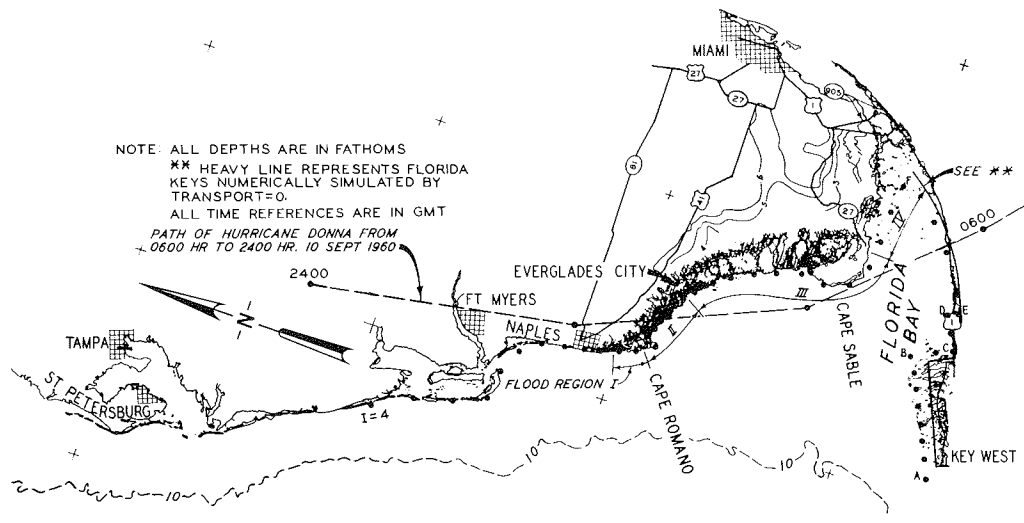 MIAMI
27
27
1
905
NOTE: ALL DEPTHS ARE IN FATHOMS
** HEAVY LINE REPRESENTS FLORIDA
KEYS NUMERICALLY SIMULATED BY
TRANSPORT=0.
ALL TIME REFERENCES ARE IN GMT
PATH OF HURRICANE DONNA FROM
0600 HR TO 2400 HR. 10 SEPT 1960
SEE **
0600
41
27
IV
2400
EVERGLADES CITY
FT MYERS
III
N
NAPLES
II
FLORIDA
BAY
D
E
1
TAMPA
CAPE SABLE
B
C
FLOOD REGION I
ST PETERSBURG
I=4
CAPE ROMANO
10
10
5
KEY WEST
A
10